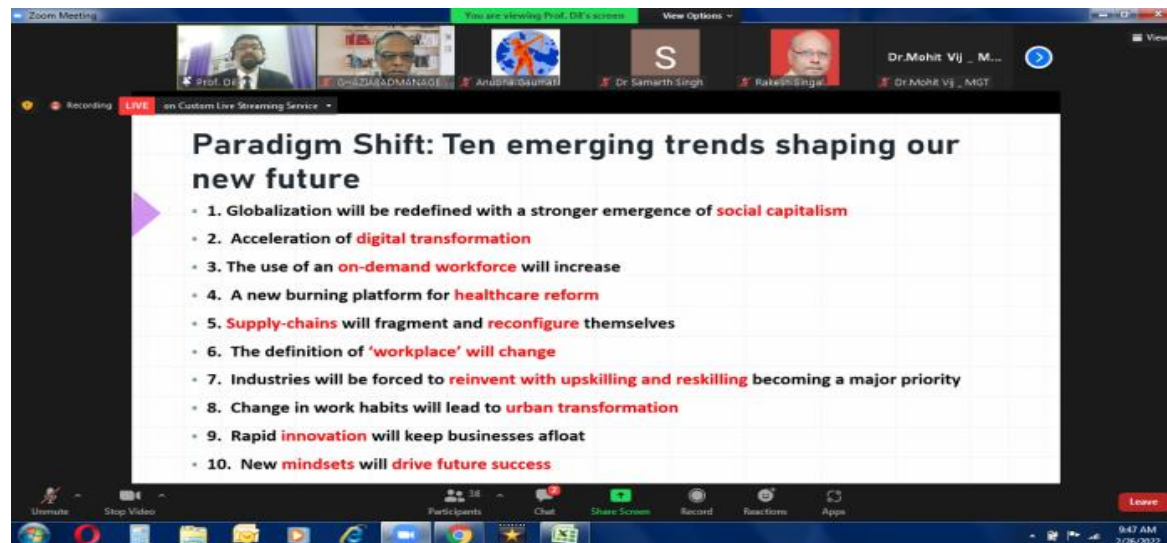 Zoom Meeting
You are viewing Prof. Dil's screen
View Options
View
Prof. Dil
GHAZIABADMANAGE
Anubha Gaumat
S
Dr Samarth Singh
Rakesh Singal
Dr.Mohit Vij _ M...
Dr.Mohit Vij _ MGT
Recording
LIVE
on Custom Live Streaming Service
Paradigm Shift: Ten emerging trends shaping our
new future
1. Globalization will be redefined with a stronger emergence of social capitalism
2. Acceleration of digital transformation
3. The use of an on-demand workforce will increase
4. A new burning platform for healthcare reform
5. Supply-chains will fragment and reconfigure themselves
6. The definition of ‘workplace’ will change
7. Industries will be forced to reinvent with upskilling and reskilling becoming a major priority
8. Change in work habits will lead to urban transformation
9. Rapid innovation will keep businesses afloat
10. New mindsets will drive future success
Unmute
Stop Video
Participants
Chat
Share Screen
Record
Reactions
Apps
Leave
9:47 AM
2/26/2022